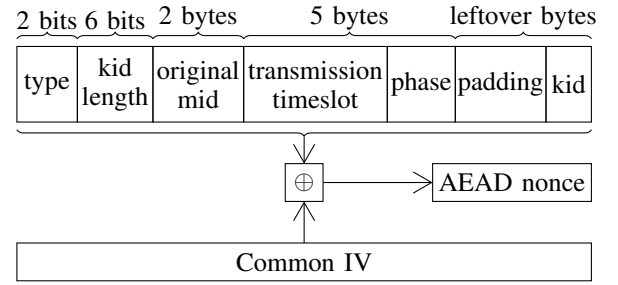 2 bits 6 bits 2 bytes 5 bytes leftover bytes
type kid length original mid transmission timeslot phase padding kid
⊕ AEAD nonce
Common IV